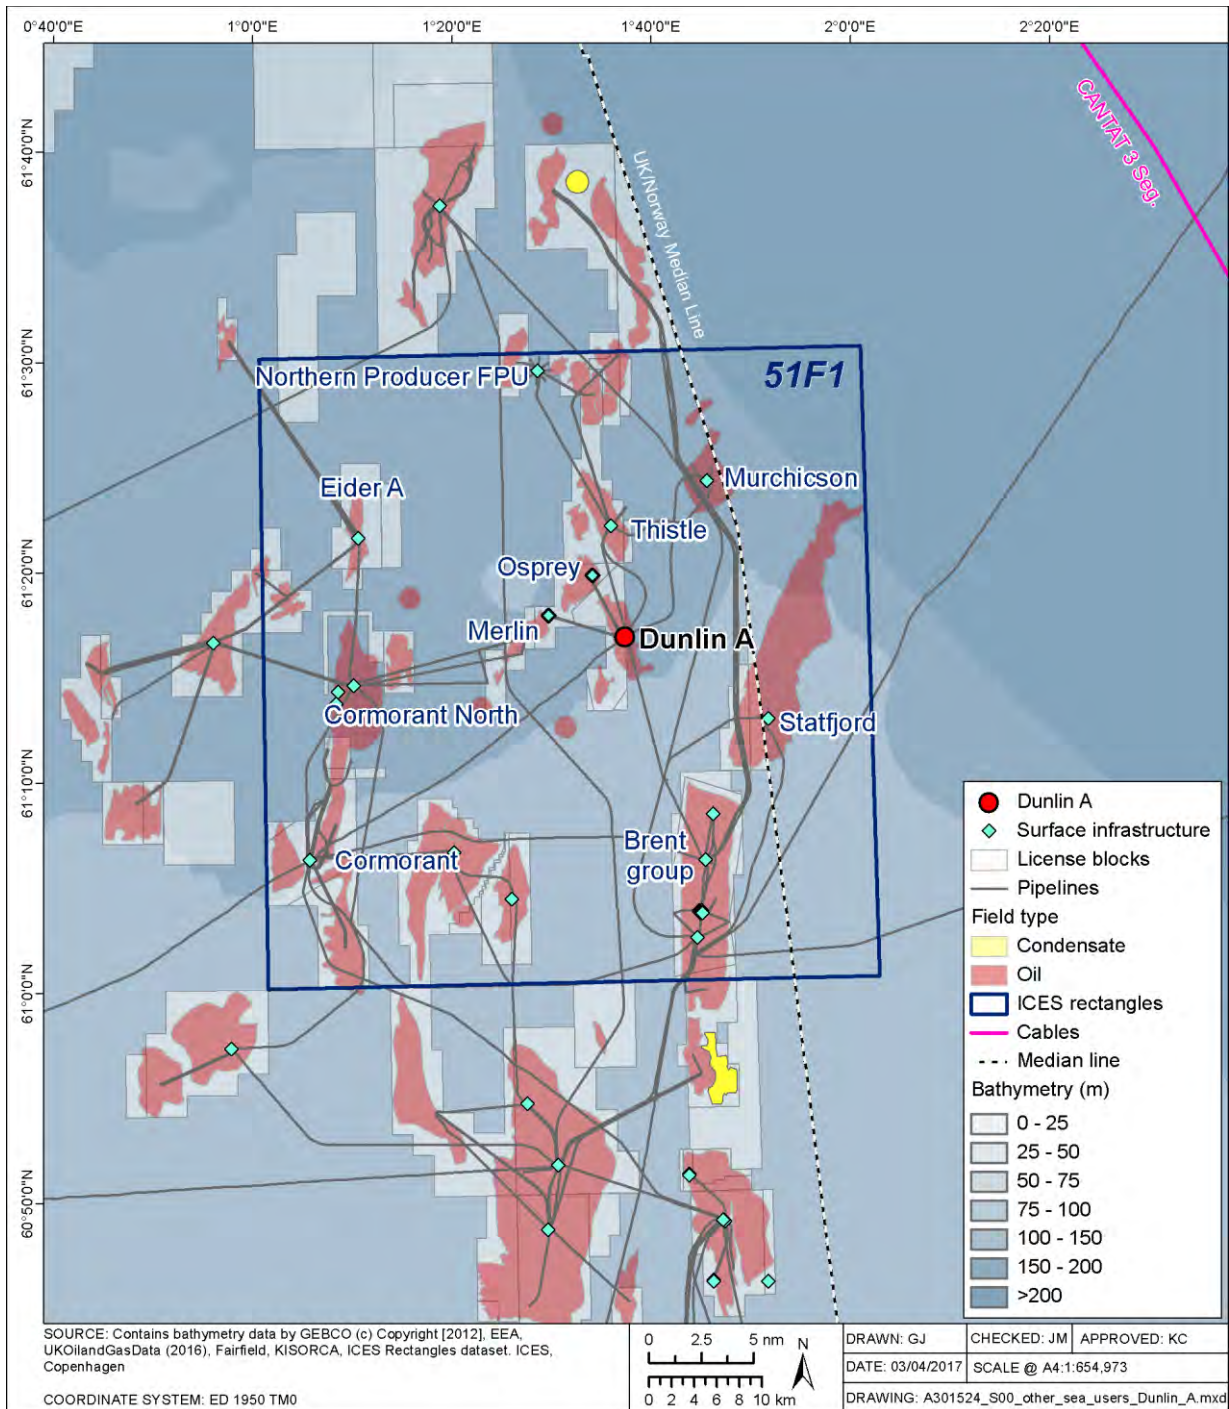 0°40'0"E
1°0'0"E
1°20'0"E
1°40'0"E
2°0'0"E
2°20'0"E
61°40'0"N
61°30'0"N
61°20'0"N
61°10'0"N
61°0'0"N
60°50'0"N
CANTAT 3 Seg.
UK/Norway Median Line
51F1
Northern Producer FPU
Eider A
Murchicson
Thistle
Osprey
Merlin
Dunlin A
Cormorant North
Statfjord
Cormorant
Brent
group
Dunlin A
Surface infrastructure
License blocks
Pipelines
Field type
Condensate
Oil
ICES rectangles
Cables
Median line
Bathymetry (m)
0 - 25
25 - 50
50 - 75
75 - 100
100 - 150
150 - 200
>200
SOURCE: Contains bathymetry data by GEBCO (c) Copyright [2012], EEA,
UKOilandGasData (2016), Fairfield, KISORCA, ICES Rectangles dataset. ICES,
Copenhagen
COORDINATE SYSTEM: ED 1950 TM0
0 2.5 5 nm
0 2 4 6 8 10 km
N
DRAWN: GJ
CHECKED: JM
APPROVED: KC
DATE: 03/04/2017
SCALE @ A4:1:654,973
DRAWING: A301524_S00_other_sea_users_Dunlin_A.mxd